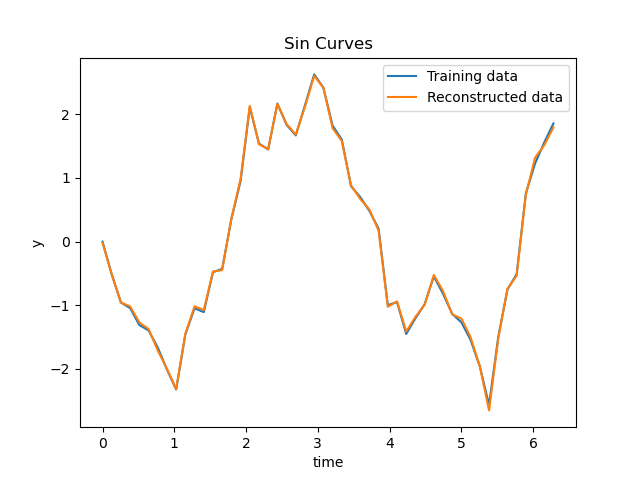 Sin Curves
Training data
Reconstructed data
2
1
0
−1
−2
y
0 1 2 3 4 5 6
time